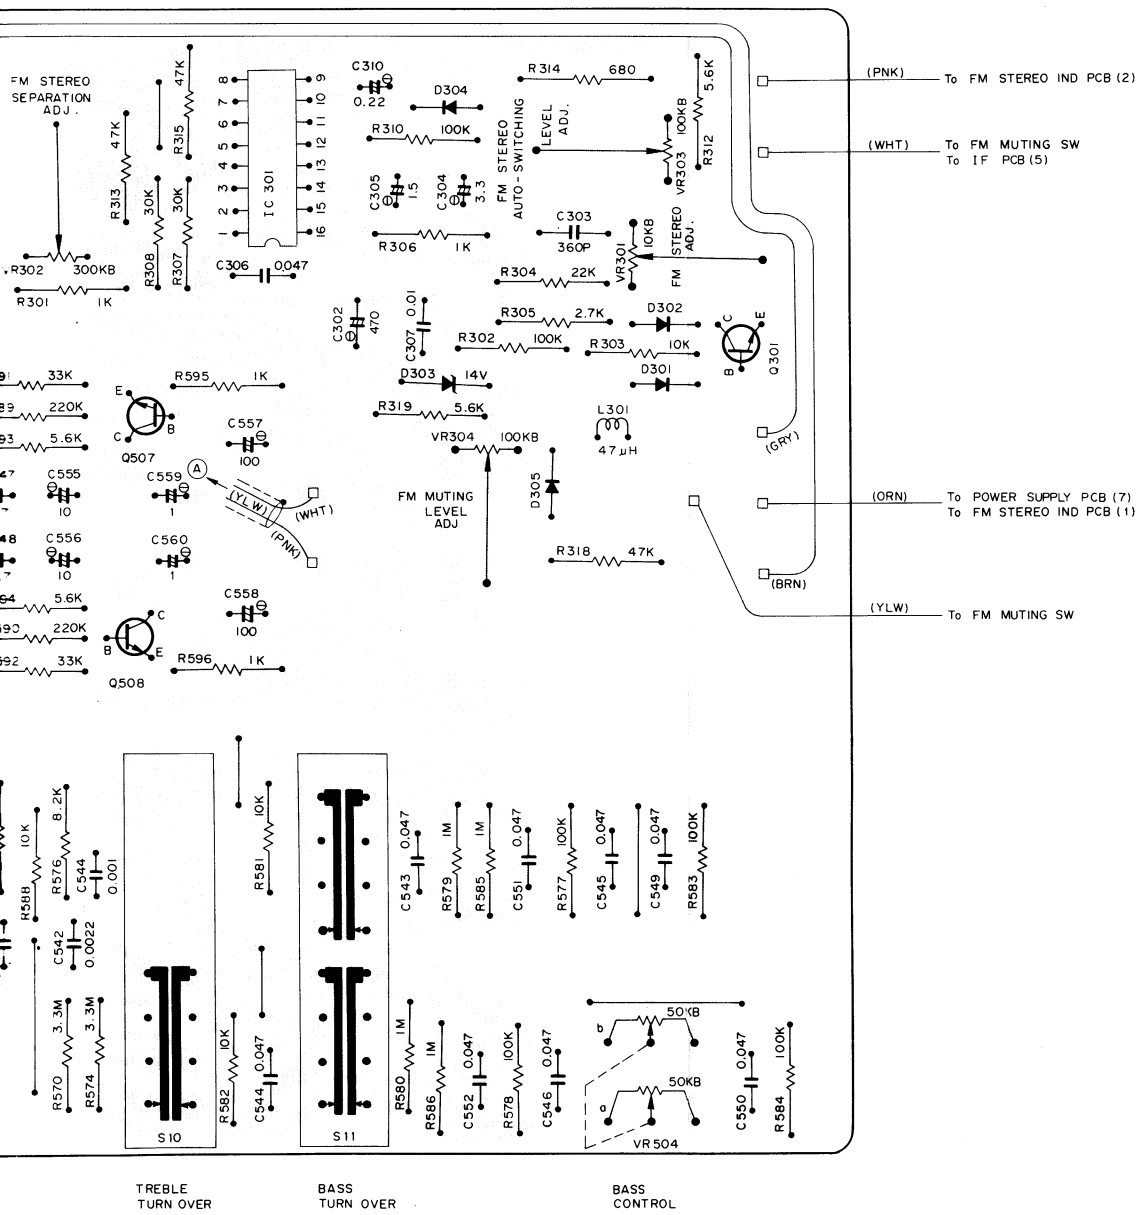 FM STEREO
SEPARATION
ADJ.
47K
R315
47K
R313
30K
R308
30K
R307
8
7
6
5
4
3
2
1
IC 301
9
10
11
12
13
14
15
16
C306 0.047
VR302 300KB
R301 1K
C310
0.22
D304
R310 100K
C305 1.5
C304 3.3
R306 1K
FM STEREO
AUTO-SWITCHING
LEVEL
ADJ.
R314 680
5.6K
R312
100KB
VR303
C303
360P
10KB
VR301
FM STEREO
ADJ.
R304 22K
C302
470
0.01
C307
R305 2.7K
R302 100K
D302
R303 10K
D301
C
E
B
Q301
D303 14V
R319 5.6K
L301
47μH
VR304 100KB
FM MUTING
LEVEL
ADJ
D305
R318 47K
(PNK) To FM STEREO IND PCB (2)
(WHT) To FM MUTING SW
To IF PCB (5)
(GRY)
(ORN) To POWER SUPPLY PCB (7)
To FM STEREO IND PCB (1)
(BRN)
(YLW) To FM MUTING SW
33K
220K
5.6K
E
C
B
Q507
R595 1K
C557
100
C555
10
C559
1
A
(YLW)
(WHT)
(PNK)
C556
10
C560
1
5.6K
220K
33K
C
B
E
Q508
C558
100
R596 1K
10K
R588
8.2K
R576
C544
0.001
C542
0.0022
3.3M
R570
3.3M
R574
S10
10K
R581
10K
R582
0.047
C544
S11
0.047
C543
1M
R579
1M
R585
0.047
C551
100K
R577
0.047
C545
0.047
C549
100K
R583
1M
R580
1M
R586
0.047
C552
100K
R578
0.047
C546
b
50KB
a
50KB
VR504
0.047
C550
100K
R584
TREBLE
TURN OVER
BASS
TURN OVER
BASS
CONTROL